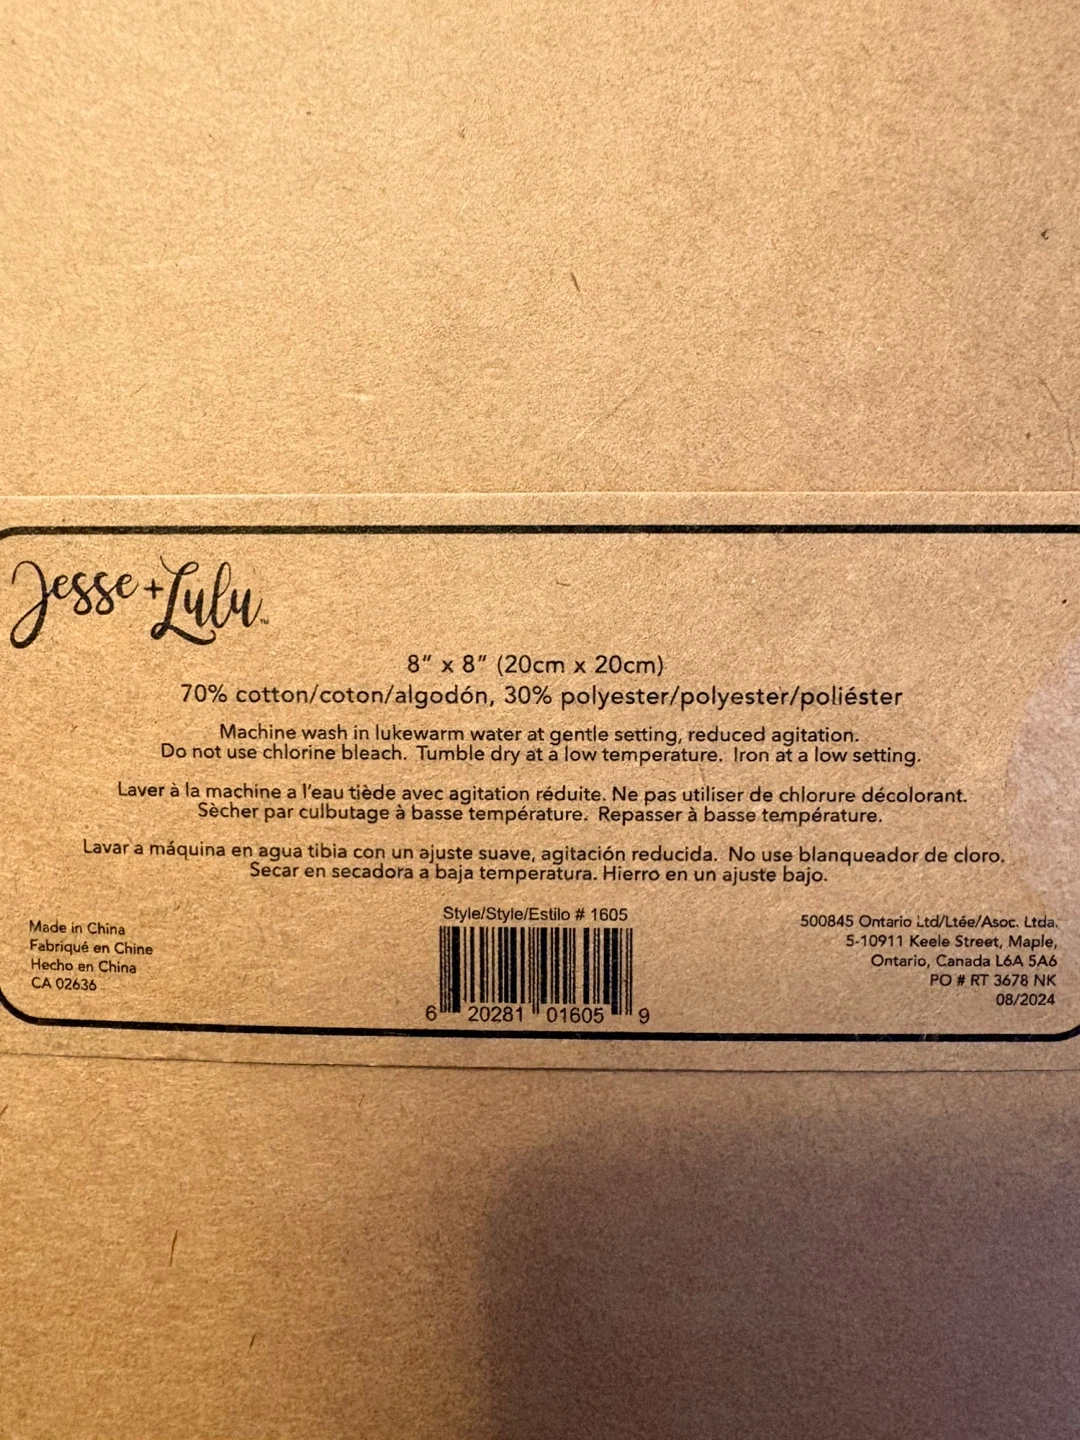 Jesse + Lulu™
8" x 8" (20cm x 20cm)
70% cotton/coton/algodón, 30% polyester/polyester/poliéster
Machine wash in lukewarm water at gentle setting, reduced agitation.
Do not use chlorine bleach. Tumble dry at a low temperature. Iron at a low setting.
Laver à la machine a l'eau tiède avec agitation réduite. Ne pas utiliser de chlorure décolorant.
Sècher par culbutage à basse température. Repasser à basse température.
Lavar a máquina en agua tibia con un ajuste suave, agitación reducida. No use blanqueador de cloro.
Secar en secadora a baja temperatura. Hierro en un ajuste bajo.
Made in China
Fabriqué en Chine
Hecho en China
CA 02636
Style/Style/Estilo # 1605
6 20281 01605 9
500845 Ontario Ltd/Ltée/Asoc. Ltda.
5-10911 Keele Street, Maple,
Ontario, Canada L6A 5A6
PO # RT 3678 NK
08/2024